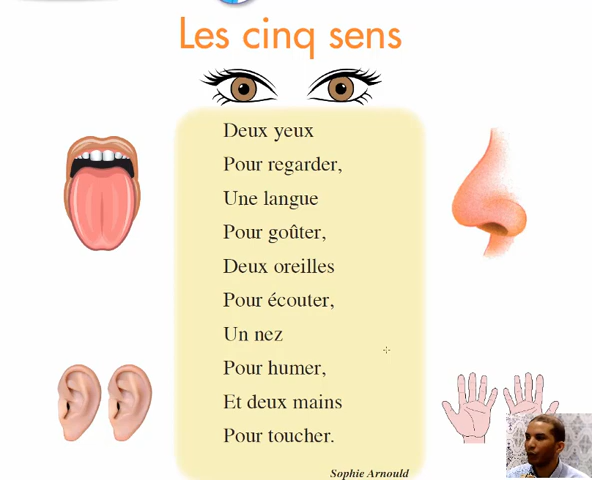 Les cinq sens
Deux yeux
Pour regarder,
Une langue
Pour goûter,
Deux oreilles
Pour écouter,
Un nez
Pour humer,
Et deux mains
Pour toucher.
Sophie Arnould